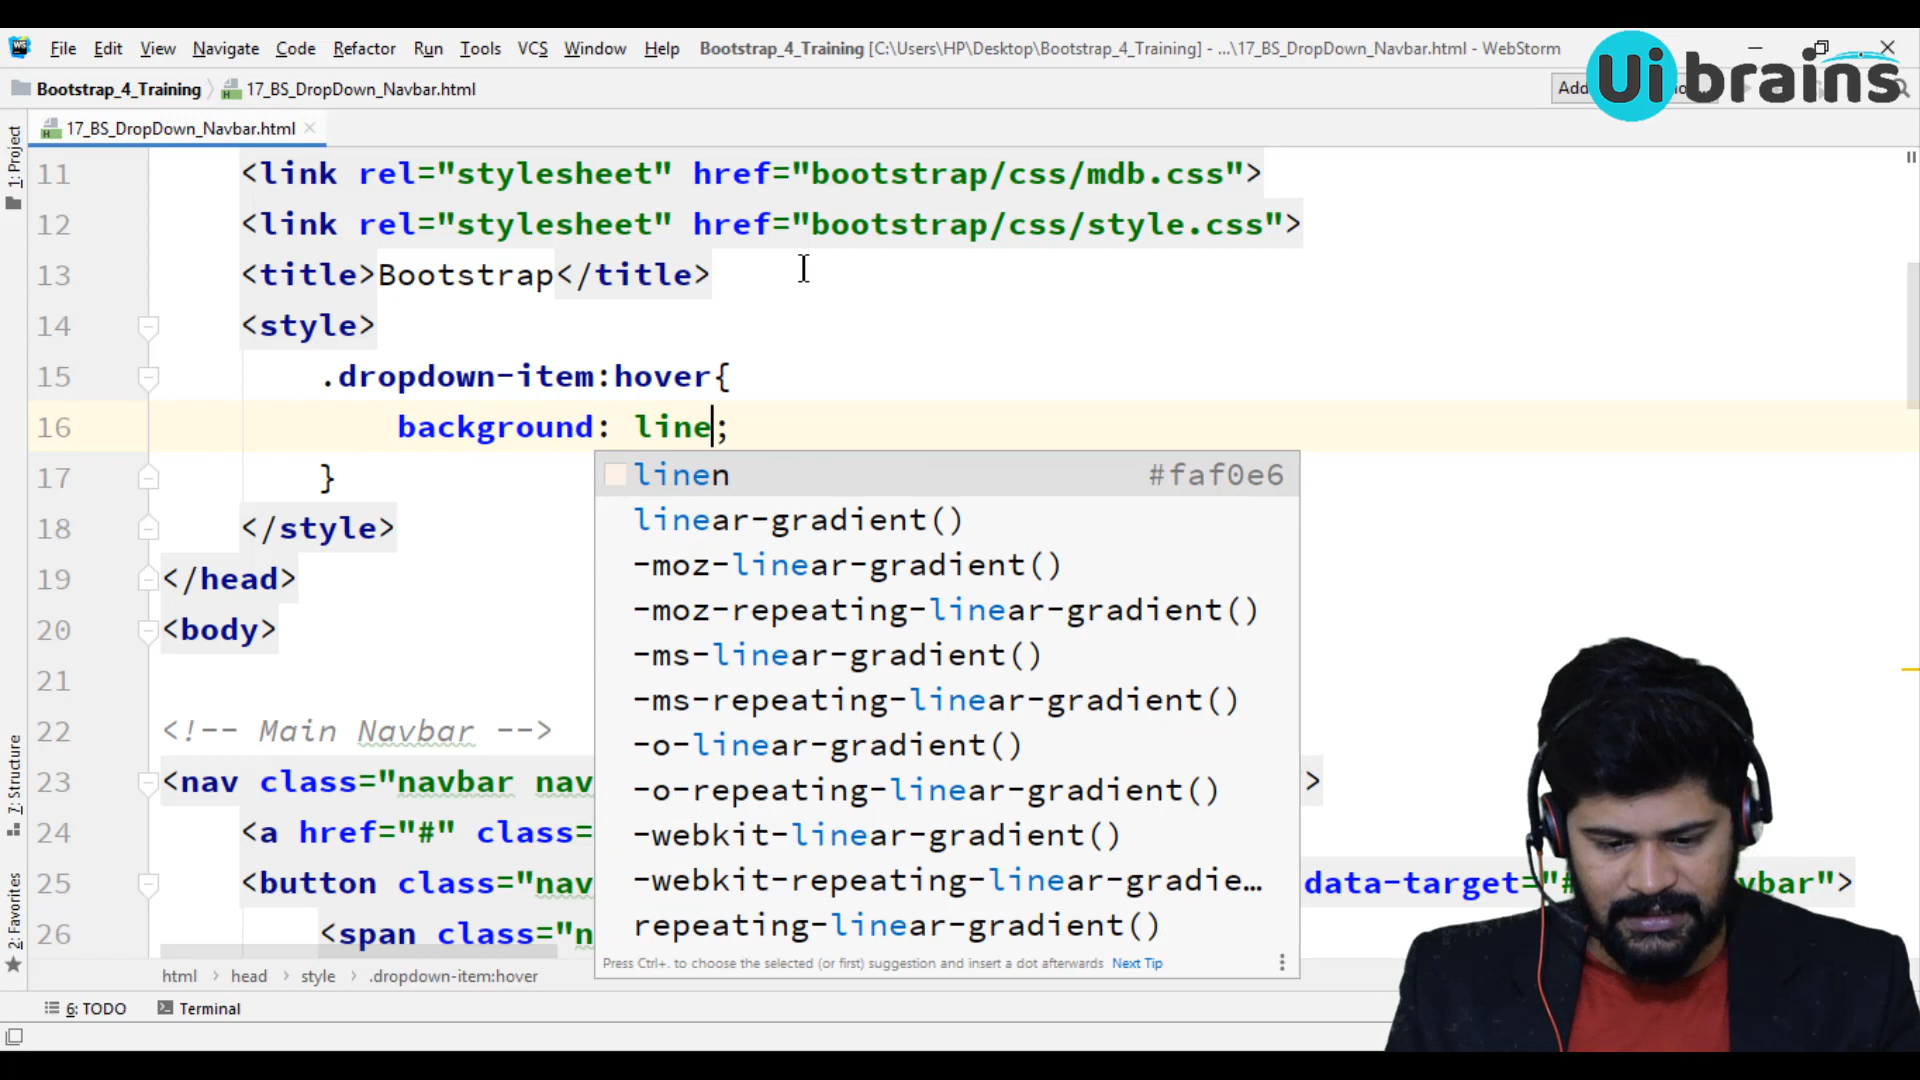 File Edit View Navigate Code Refactor Run Tools VCS Window Help Bootstrap_4_Training [C:\Users\HP\Desktop\Bootstrap_4_Training] - ...\17_BS_DropDown_Navbar.html - WebStorm
Ui brains
Bootstrap_4_Training 17_BS_DropDown_Navbar.html
17_BS_DropDown_Navbar.html
1: Project
7: Structure
2: Favorites
11 <link rel="stylesheet" href="bootstrap/css/mdb.css">
12 <link rel="stylesheet" href="bootstrap/css/style.css">
13 <title>Bootstrap</title>
14 <style>
15 .dropdown-item:hover{
16 background: line;
17 }
18 </style>
19 </head>
20 <body>
21
22 <!-- Main Navbar -->
23 <nav class="navbar nav >
24 <a href="#" class=
25 <button class="nav data-target="# vbar">
26 <span class="n
linen #faf0e6
linear-gradient()
-moz-linear-gradient()
-moz-repeating-linear-gradient()
-ms-linear-gradient()
-ms-repeating-linear-gradient()
-o-linear-gradient()
-o-repeating-linear-gradient()
-webkit-linear-gradient()
-webkit-repeating-linear-gradie...
repeating-linear-gradient()
Press Ctrl+. to choose the selected (or first) suggestion and insert a dot afterwards Next Tip
html head style .dropdown-item:hover
6: TODO Terminal